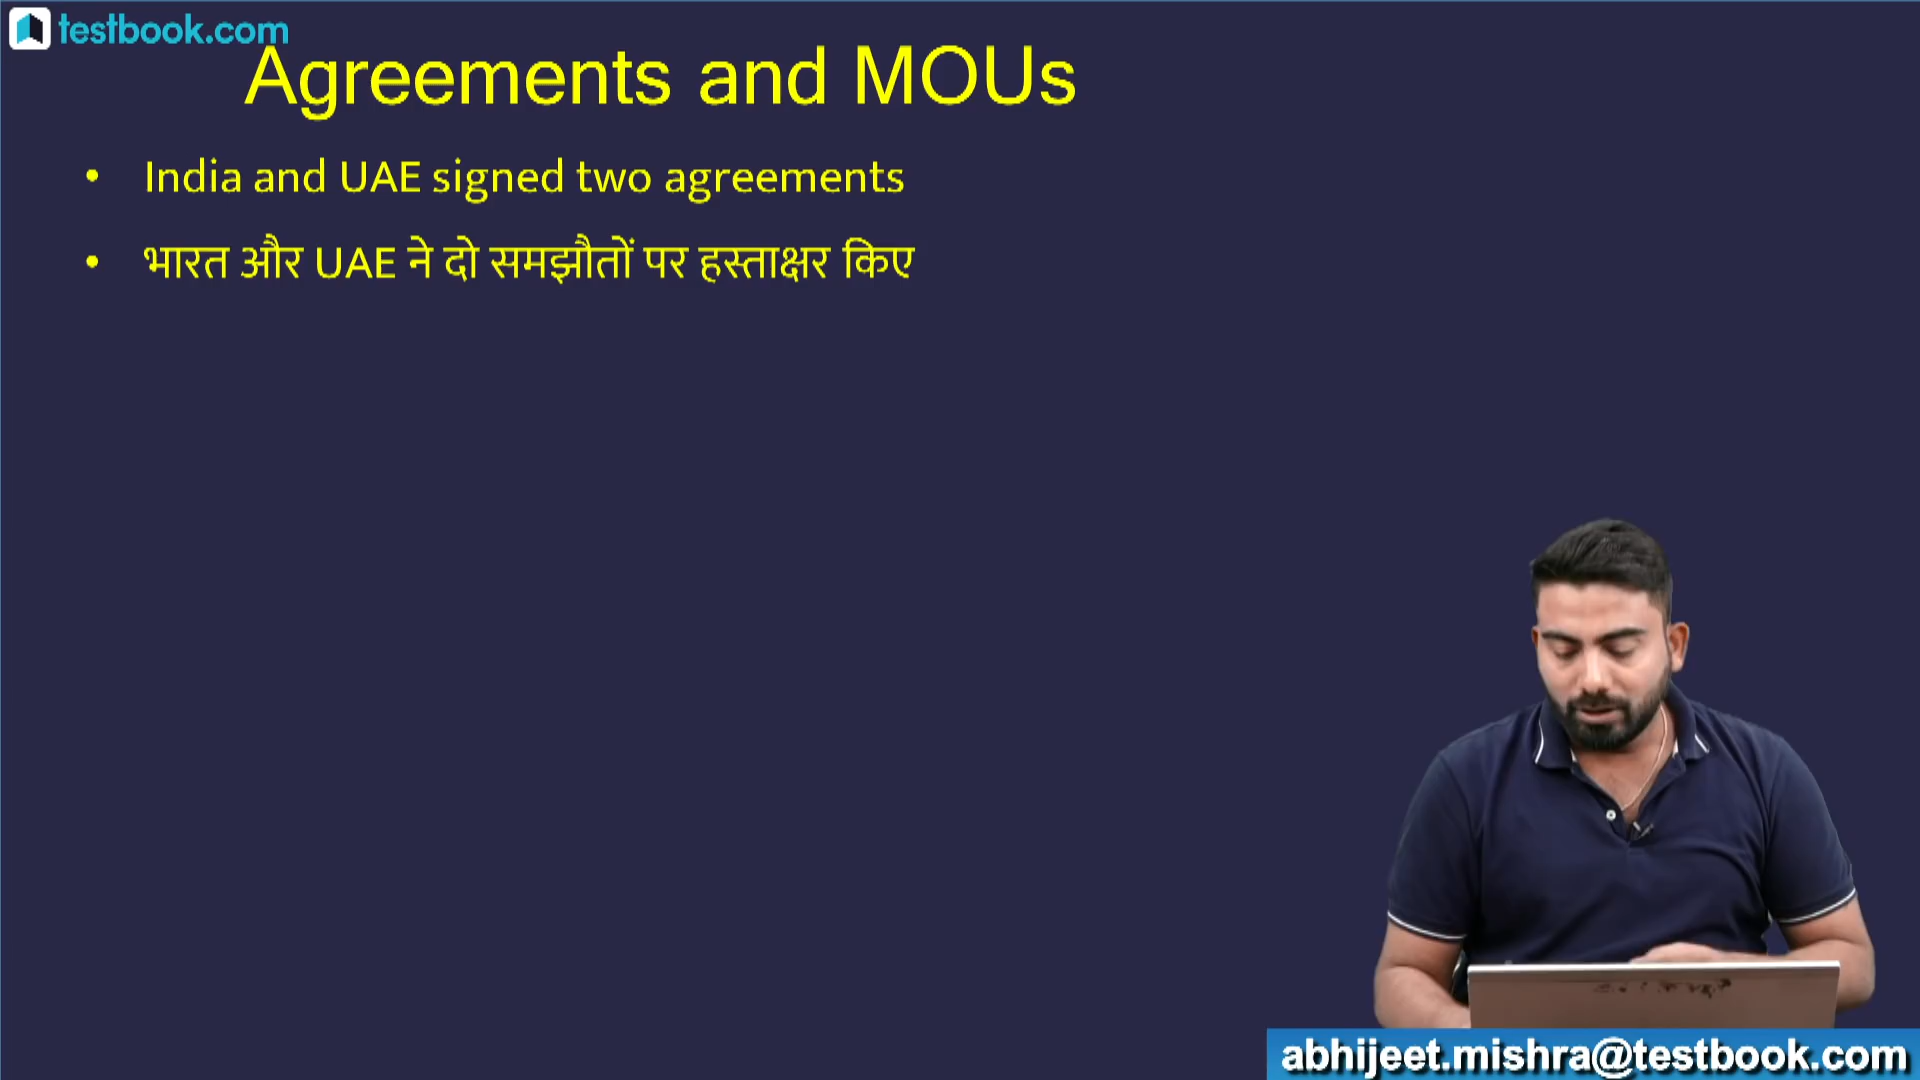 testbook.com
Agreements and MOUs
• India and UAE signed two agreements
• भारत और UAE ने दो समझौतों पर हस्ताक्षर किए
abhijeet.mishra@testbook.com